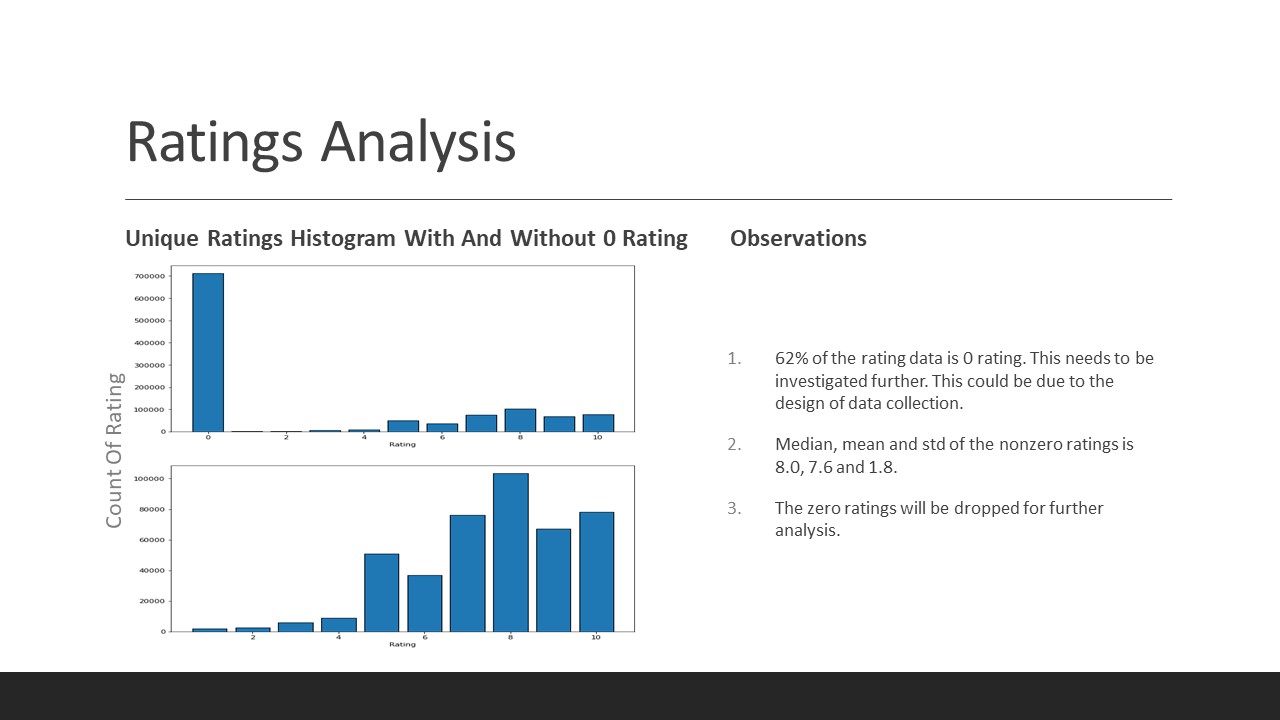 Ratings Analysis
Unique Ratings Histogram With And Without 0 Rating
Count Of Rating
700000
600000
500000
400000
300000
200000
100000
0
0 2 4 6 8 10
Rating
100000
80000
60000
40000
20000
0
2 4 6 8 10
Rating
Observations
1. 62% of the rating data is 0 rating. This needs to be
investigated further. This could be due to the
design of data collection.
2. Median, mean and std of the nonzero ratings is
8.0, 7.6 and 1.8.
3. The zero ratings will be dropped for further
analysis.